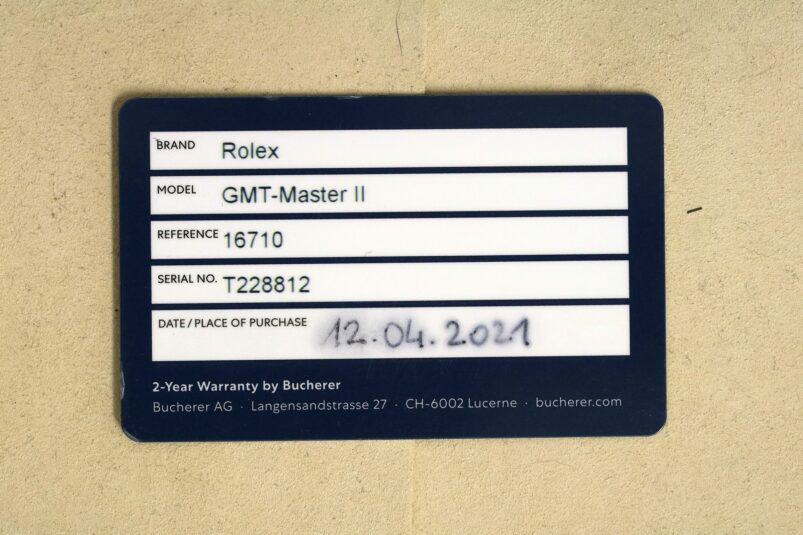 BRAND Rolex
MODEL GMT-Master II
REFERENCE 16710
SERIAL NO. T228812
DATE / PLACE OF PURCHASE 12.04.2021
2-Year Warranty by Bucherer
Bucherer AG · Langensandstrasse 27 · CH-6002 Lucerne · bucherer.com